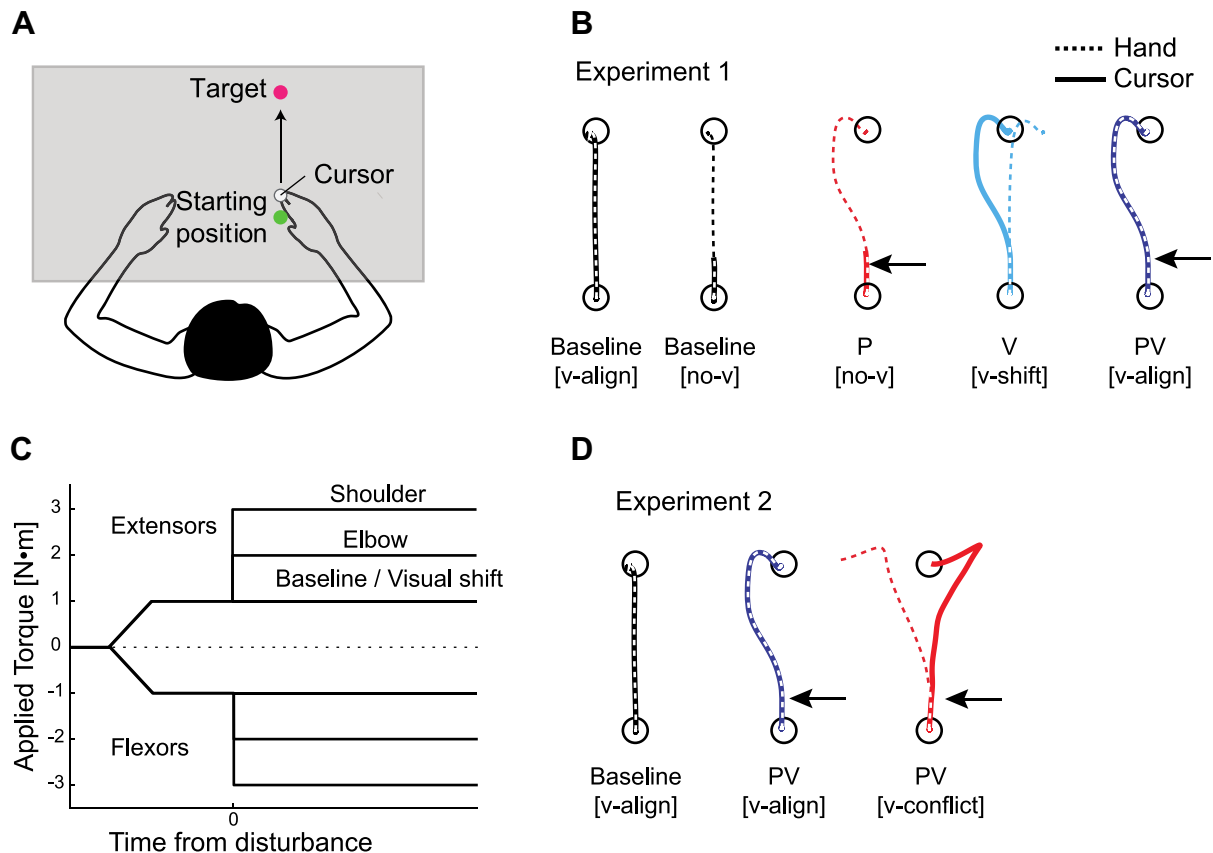 A
Target
Cursor
Starting
position
B
Experiment 1
Hand
Cursor
Baseline
[v-align]
Baseline
[no-v]
P
[no-v]
V
[v-shift]
PV
[v-align]
C
Applied Torque [N•m]
3
2
1
0
-1
-2
-3
Extensors
Shoulder
Elbow
Baseline / Visual shift
Flexors
0
Time from disturbance
D
Experiment 2
Baseline
[v-align]
PV
[v-align]
PV
[v-conflict]